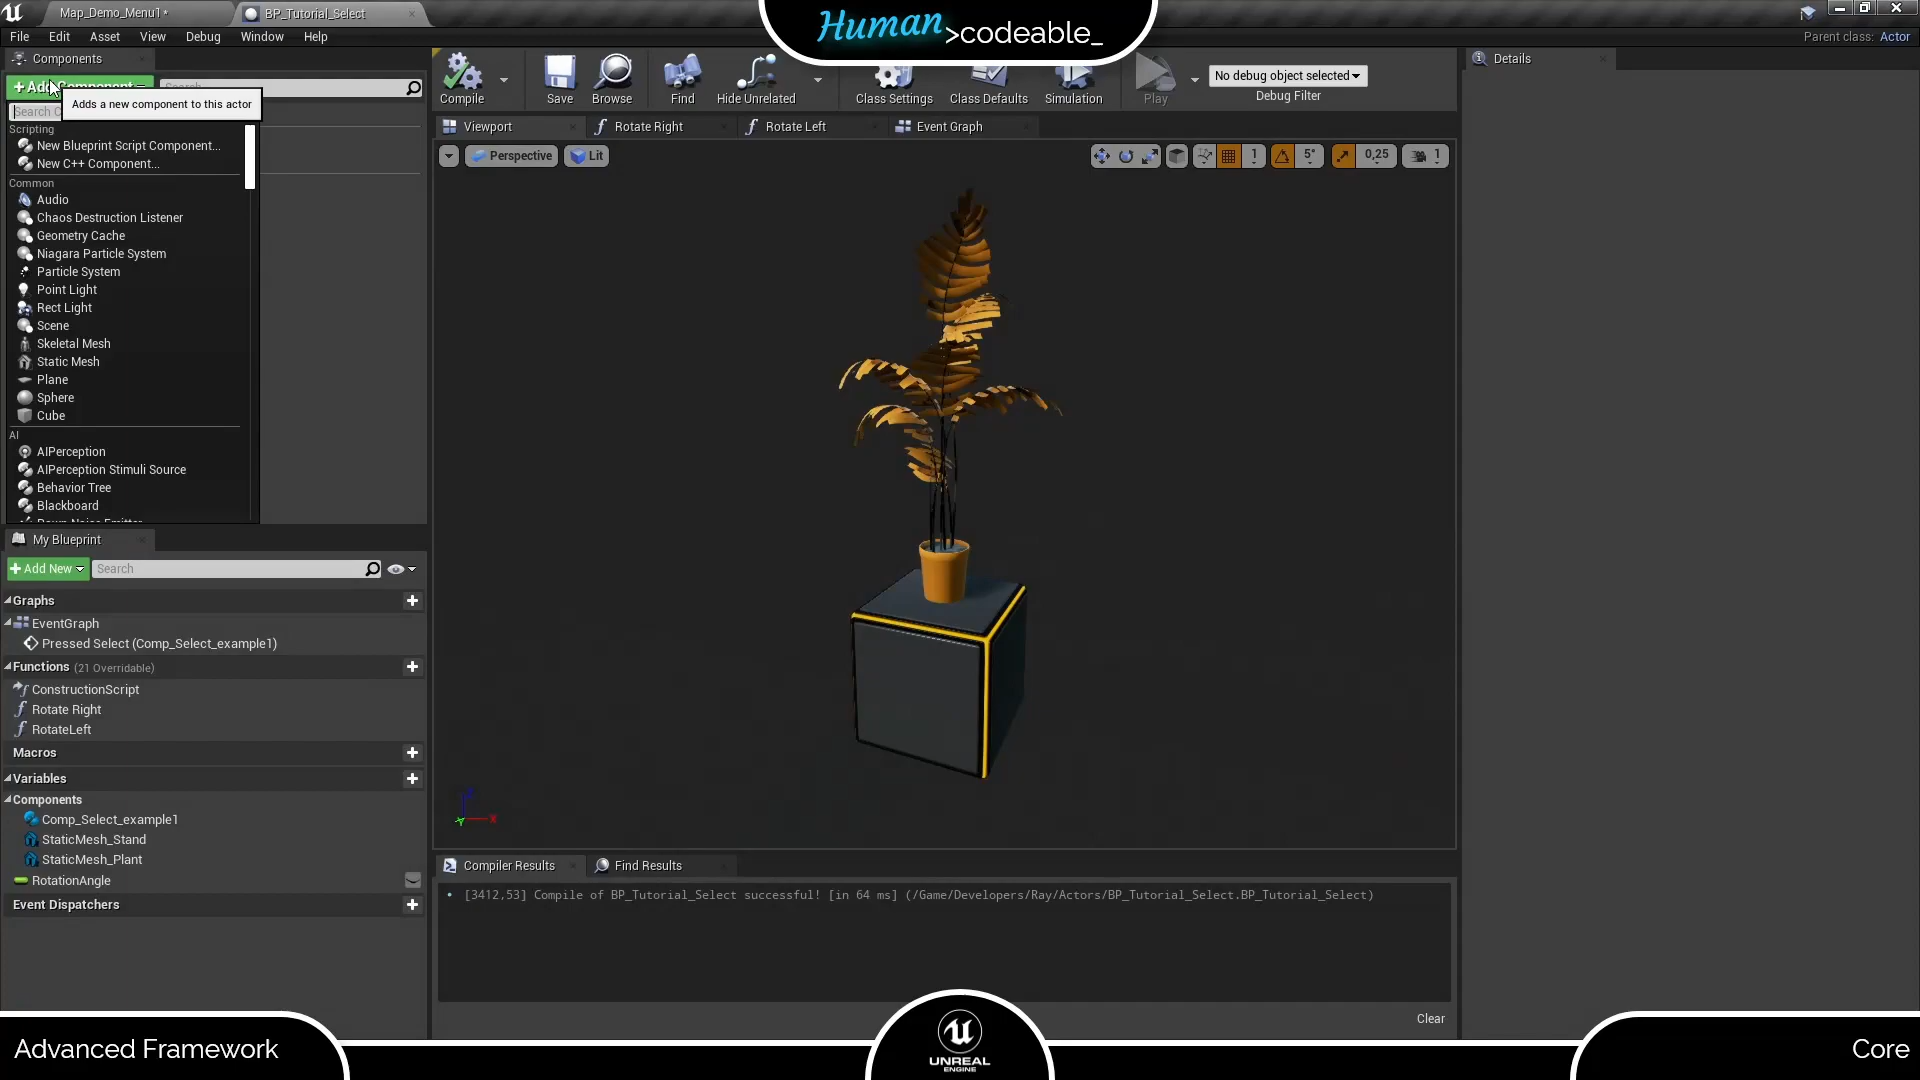 Map_Demo_Menu1*
BP_Tutorial_Select
Human >codeable_
File Edit Asset View Debug Window Help
Parent class: Actor
Components
Details
Adds a new component to this actor
Search
Scripting
New Blueprint Script Component...
New C++ Component...
Common
Audio
Chaos Destruction Listener
Geometry Cache
Niagara Particle System
Particle System
Point Light
Rect Light
Scene
Skeletal Mesh
Static Mesh
Plane
Sphere
Cube
AI
AIPerception
AIPerception Stimuli Source
Behavior Tree
Blackboard
Compile Save Browse Find Hide Unrelated Class Settings Class Defaults Simulation Play
No debug object selected
Debug Filter
Viewport Rotate Right Rotate Left Event Graph
Perspective Lit
1 5° 0,25 1
My Blueprint
Add New Search
Graphs
EventGraph
Pressed Select (Comp_Select_example1)
Functions (21 Overridable)
ConstructionScript
Rotate Right
RotateLeft
Macros
Variables
Components
Comp_Select_example1
StaticMesh_Stand
StaticMesh_Plant
RotationAngle
Event Dispatchers
Compiler Results Find Results
[3412,53] Compile of BP_Tutorial_Select successful! [in 64 ms] (/Game/Developers/Ray/Actors/BP_Tutorial_Select.BP_Tutorial_Select)
Clear
Advanced Framework
UNREAL
ENGINE
Core